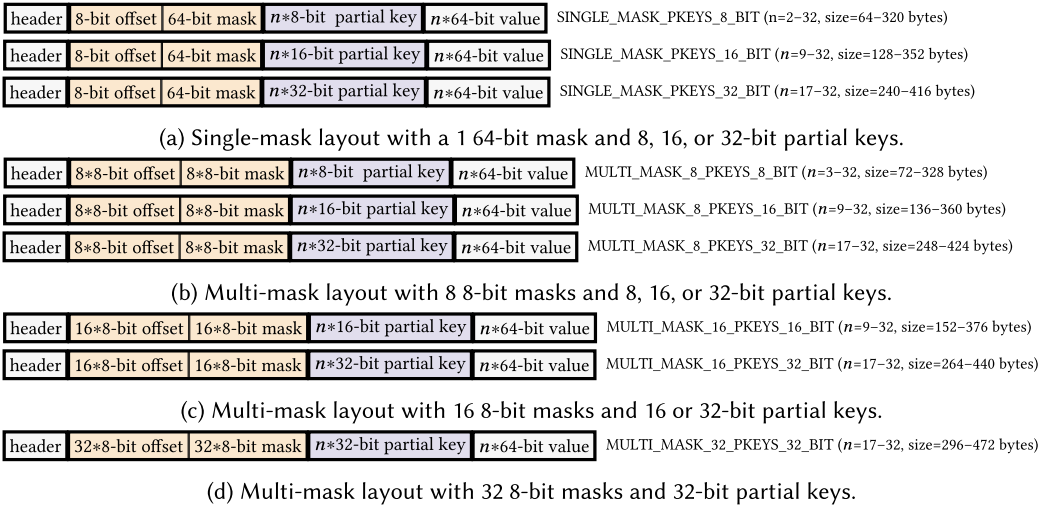 header 8-bit offset 64-bit mask n*8-bit partial key n*64-bit value SINGLE_MASK_PKEYS_8_BIT (n=2–32, size=64–320 bytes)
header 8-bit offset 64-bit mask n*16-bit partial key n*64-bit value SINGLE_MASK_PKEYS_16_BIT (n=9–32, size=128–352 bytes)
header 8-bit offset 64-bit mask n*32-bit partial key n*64-bit value SINGLE_MASK_PKEYS_32_BIT (n=17–32, size=240–416 bytes)
(a) Single-mask layout with a 1 64-bit mask and 8, 16, or 32-bit partial keys.
header 8*8-bit offset 8*8-bit mask n*8-bit partial key n*64-bit value MULTI_MASK_8_PKEYS_8_BIT (n=3–32, size=72–328 bytes)
header 8*8-bit offset 8*8-bit mask n*16-bit partial key n*64-bit value MULTI_MASK_8_PKEYS_16_BIT (n=9–32, size=136–360 bytes)
header 8*8-bit offset 8*8-bit mask n*32-bit partial key n*64-bit value MULTI_MASK_8_PKEYS_32_BIT (n=17–32, size=248–424 bytes)
(b) Multi-mask layout with 8 8-bit masks and 8, 16, or 32-bit partial keys.
header 16*8-bit offset 16*8-bit mask n*16-bit partial key n*64-bit value MULTI_MASK_16_PKEYS_16_BIT (n=9–32, size=152–376 bytes)
header 16*8-bit offset 16*8-bit mask n*32-bit partial key n*64-bit value MULTI_MASK_16_PKEYS_32_BIT (n=17–32, size=264–440 bytes)
(c) Multi-mask layout with 16 8-bit masks and 16 or 32-bit partial keys.
header 32*8-bit offset 32*8-bit mask n*32-bit partial key n*64-bit value MULTI_MASK_32_PKEYS_32_BIT (n=17–32, size=296–472 bytes)
(d) Multi-mask layout with 32 8-bit masks and 32-bit partial keys.